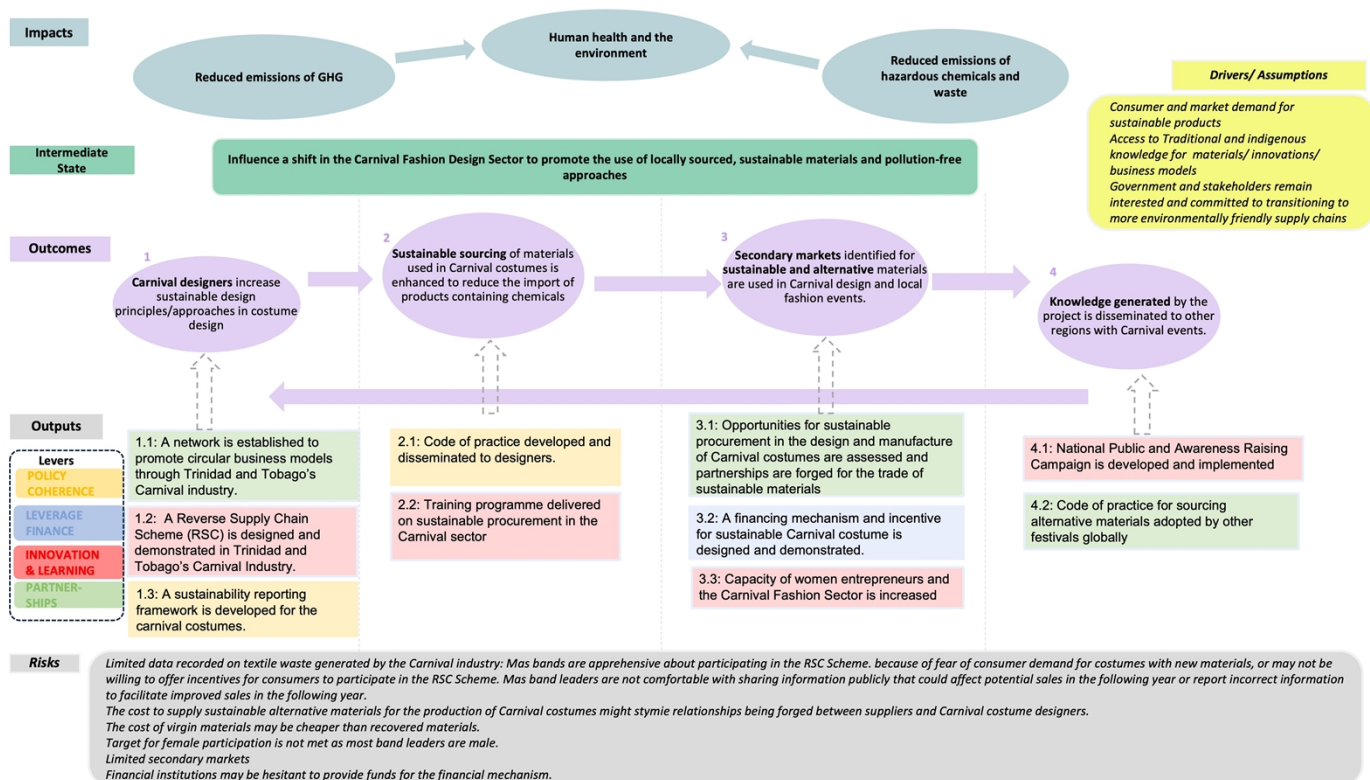 Impacts
Reduced emissions of GHG
Human health and the
environment
Reduced emissions of
hazardous chemicals and
waste
Drivers/ Assumptions
Consumer and market demand for
sustainable products
Access to Traditional and indigenous
knowledge for materials/ innovations/
business models
Government and stakeholders remain
interested and committed to transitioning to
more environmentally friendly supply chains
Intermediate
State
Influence a shift in the Carnival Fashion Design Sector to promote the use of locally sourced, sustainable materials and pollution-free
approaches
Outcomes
1
Carnival designers increase
sustainable design
principles/approaches in costume
design
2
Sustainable sourcing of materials
used in Carnival costumes is
enhanced to reduce the import of
products containing chemicals
3
Secondary markets identified for
sustainable and alternative materials
are used in Carnival design and local
fashion events.
4
Knowledge generated by the
project is disseminated to other
regions with Carnival events.
Outputs
Levers
POLICY
COHERENCE
LEVERAGE
FINANCE
INNOVATION
& LEARNING
PARTNER-
SHIPS
1.1: A network is established to
promote circular business models
through Trinidad and Tobago's
Carnival industry.
1.2: A Reverse Supply Chain
Scheme (RSC) is designed and
demonstrated in Trinidad and
Tobago's Carnival Industry.
1.3: A sustainability reporting
framework is developed for the
carnival costumes.
2.1: Code of practice developed and
disseminated to designers.
2.2: Training programme delivered
on sustainable procurement in the
Carnival sector
3.1: Opportunities for sustainable
procurement in the design and manufacture
of Carnival costumes are assessed and
partnerships are forged for the trade of
sustainable materials
3.2: A financing mechanism and incentive
for sustainable Carnival costume is
designed and demonstrated.
3.3: Capacity of women entrepreneurs and
the Carnival Fashion Sector is increased
4.1: National Public and Awareness Raising
Campaign is developed and implemented
4.2: Code of practice for sourcing
alternative materials adopted by other
festivals globally
Risks
Limited data recorded on textile waste generated by the Carnival industry: Mas bands are apprehensive about participating in the RSC Scheme. because of fear of consumer demand for costumes with new materials, or may not be
willing to offer incentives for consumers to participate in the RSC Scheme. Mas band leaders are not comfortable with sharing information publicly that could affect potential sales in the following year or report incorrect information
to facilitate improved sales in the following year.
The cost to supply sustainable alternative materials for the production of Carnival costumes might stymie relationships being forged between suppliers and Carnival costume designers.
The cost of virgin materials may be cheaper than recovered materials.
Target for female participation is not met as most band leaders are male.
Limited secondary markets
Financial institutions may be hesitant to provide funds for the financial mechanism.